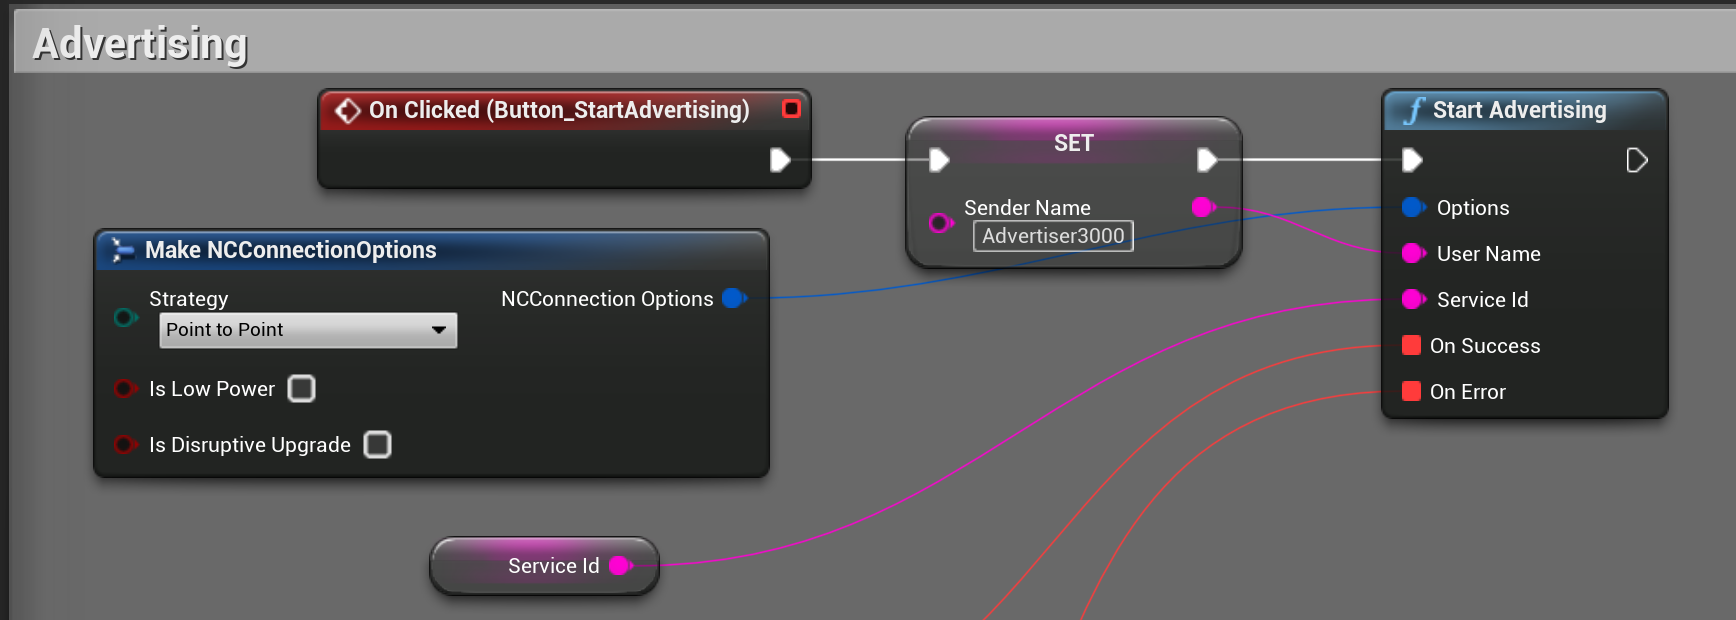 Advertising
On Clicked (Button_StartAdvertising)
SET
Sender Name
Advertiser3000
Start Advertising
Options
User Name
Service Id
On Success
On Error
Make NCConnectionOptions
Strategy
Point to Point
NCConnection Options
Is Low Power
Is Disruptive Upgrade
Service Id